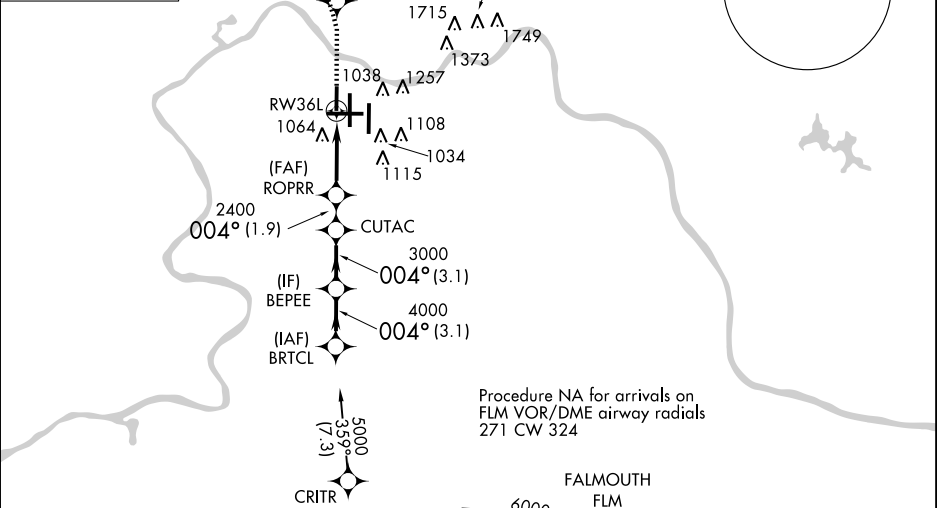 1715
1749
1373
1038
1257
RW36L
1064
1108
1034
1115
(FAF)
ROPRR
2400
004° (1.9)
CUTAC
3000
004° (3.1)
(IF)
BEPEE
4000
004° (3.1)
(IAF)
BRTCL
Procedure NA for arrivals on
FLM VOR/DME airway radials
271 CW 324
5000
359°
(7.3)
CRITR
FALMOUTH
FLM
6000